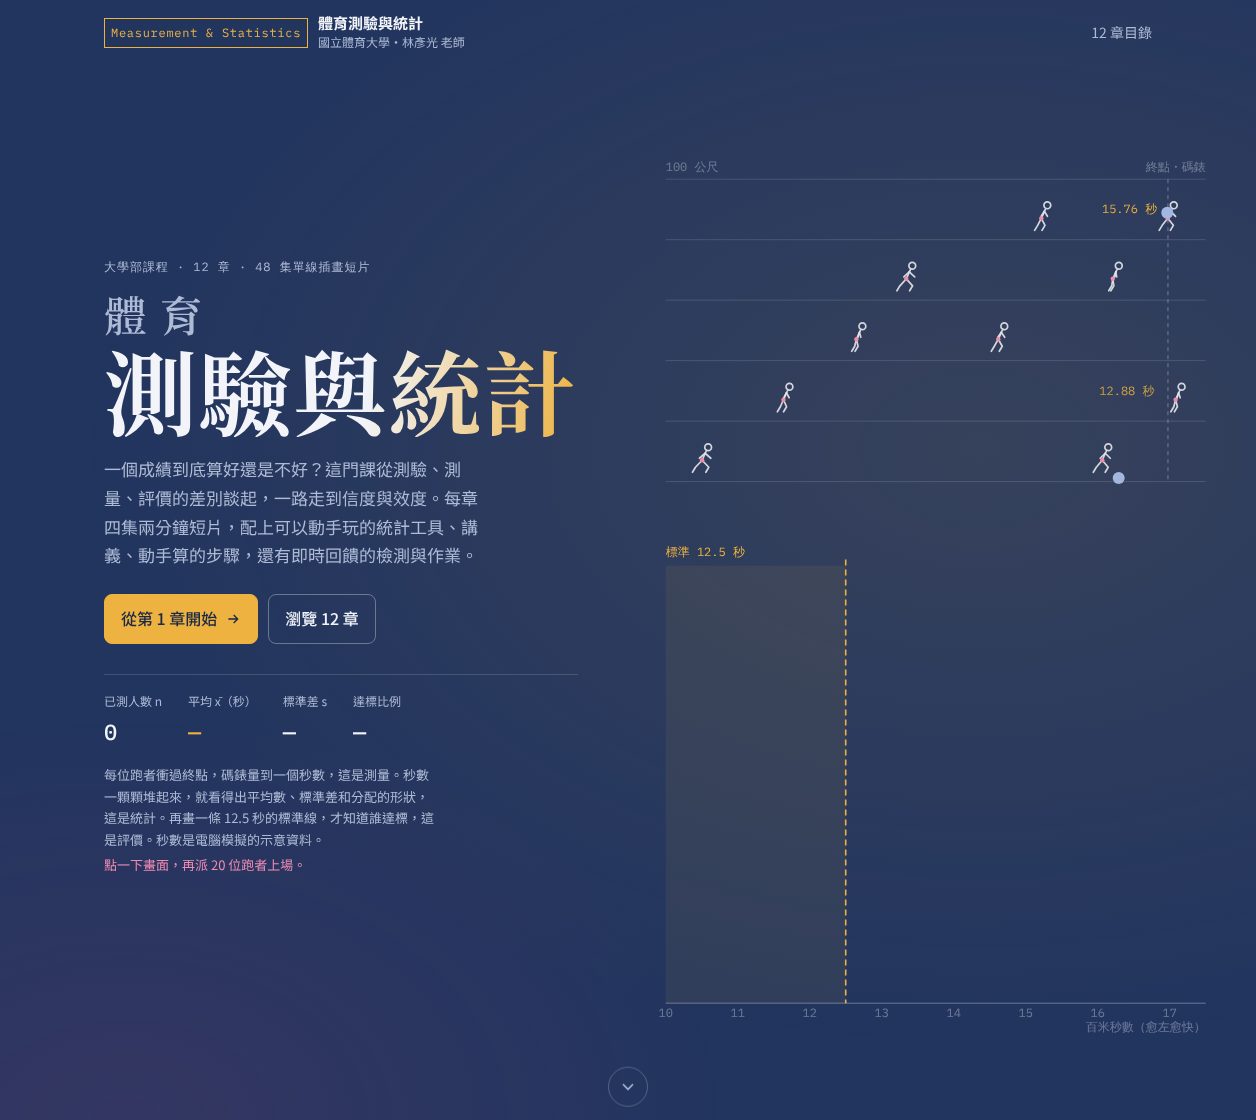 Measurement & Statistics
體育測驗與統計
國立體育大學・林彥光 老師
12 章目錄
大學部課程 · 12 章 · 48 集單線插畫短片
體育
測驗與統計
一個成績到底算好還是不好？這門課從測驗、測
量、評價的差別談起，一路走到信度與效度。每章
四集兩分鐘短片，配上可以動手玩的統計工具、講
義、動手算的步驟，還有即時回饋的檢測與作業。
從第 1 章開始 →
瀏覽 12 章
已測人數 n
平均 x̄（秒）
標準差 s
達標比例
0
—
—
—
每位跑者衝過終點，碼錶量到一個秒數，這是測量。秒數
一顆顆堆起來，就看得出平均數、標準差和分配的形狀，
這是統計。再畫一條 12.5 秒的標準線，才知道誰達標，這
是評價。秒數是電腦模擬的示意資料。
點一下畫面，再派 20 位跑者上場。
100 公尺
終點·碼錶
15.76 秒
12.88 秒
標準 12.5 秒
10 11 12 13 14 15 16 17
百米秒數（愈左愈快）